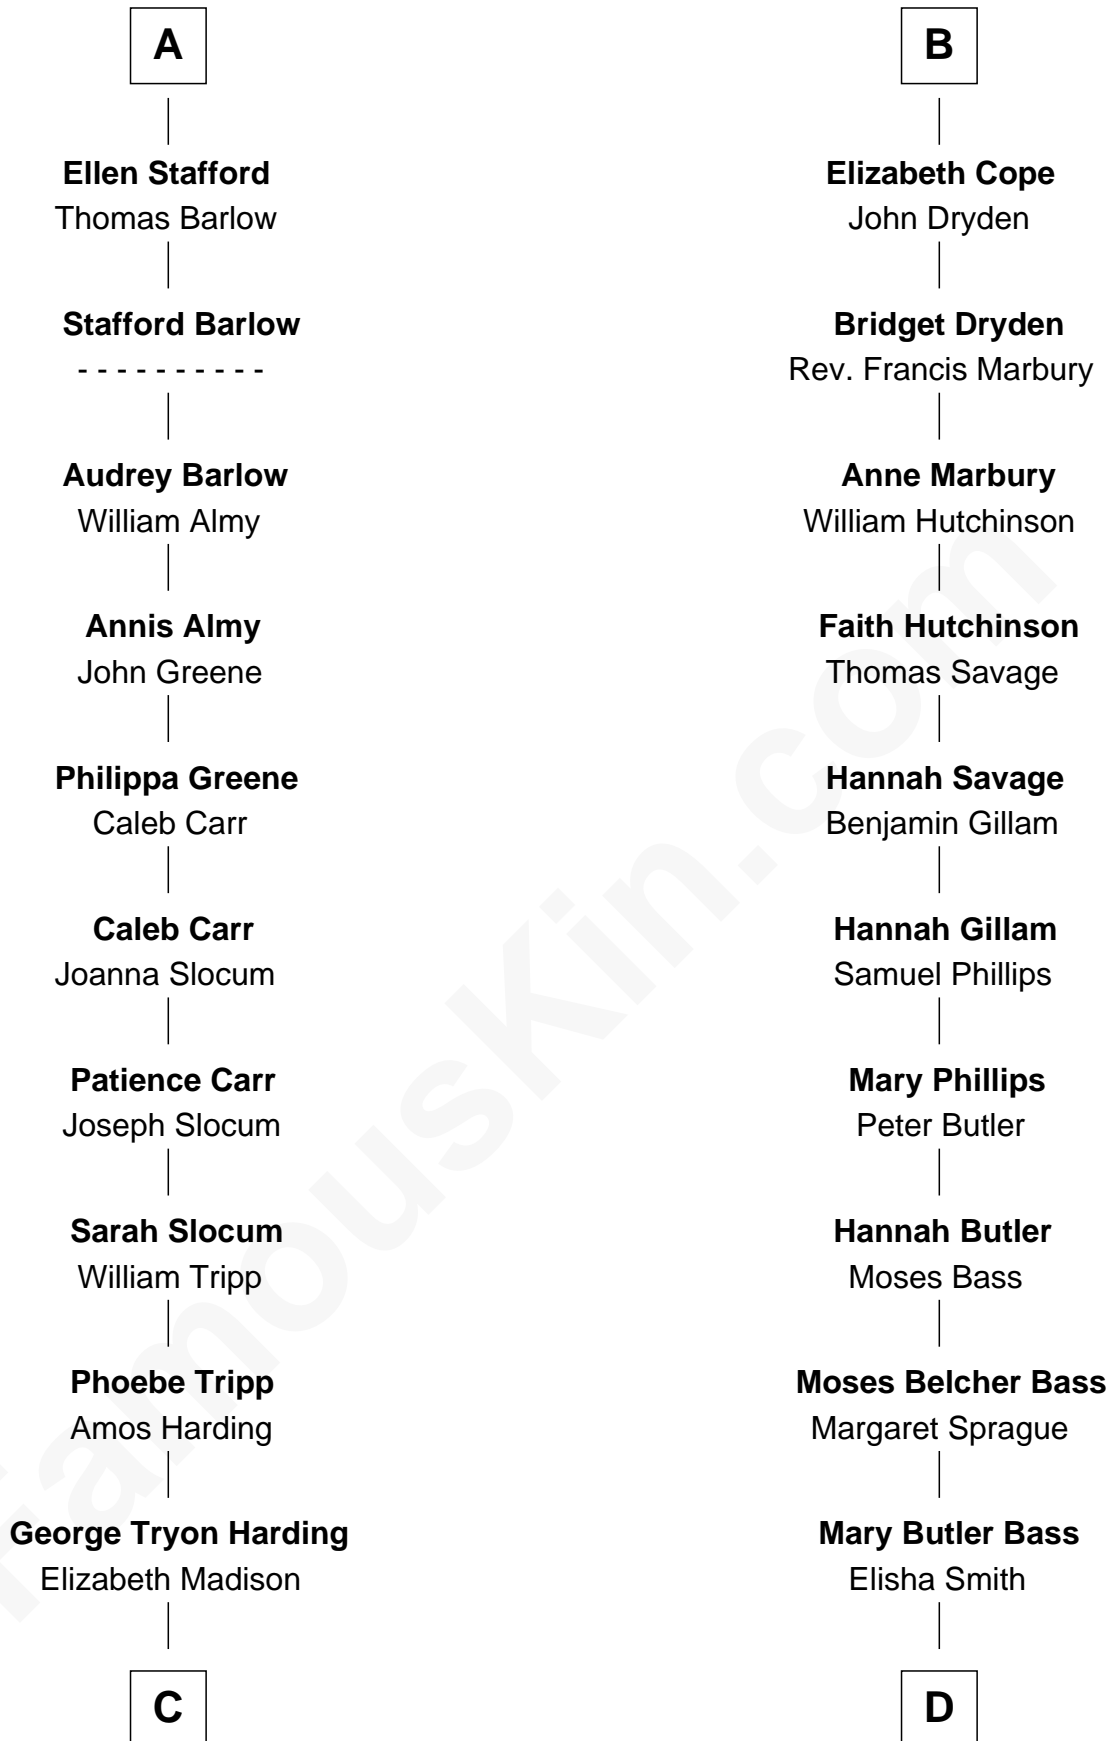 A
Ellen Stafford
Thomas Barlow
Stafford Barlow
- - - - - - - - - -
Audrey Barlow
William Almy
Annis Almy
John Greene
Philippa Greene
Caleb Carr
Caleb Carr
Joanna Slocum
Patience Carr
Joseph Slocum
Sarah Slocum
William Tripp
Phoebe Tripp
Amos Harding
George Tryon Harding
Elizabeth Madison
C
B
Elizabeth Cope
John Dryden
Bridget Dryden
Rev. Francis Marbury
Anne Marbury
William Hutchinson
Faith Hutchinson
Thomas Savage
Hannah Savage
Benjamin Gillam
Hannah Gillam
Samuel Phillips
Mary Phillips
Peter Butler
Hannah Butler
Moses Bass
Moses Belcher Bass
Margaret Sprague
Mary Butler Bass
Elisha Smith
D
FamousKin.com